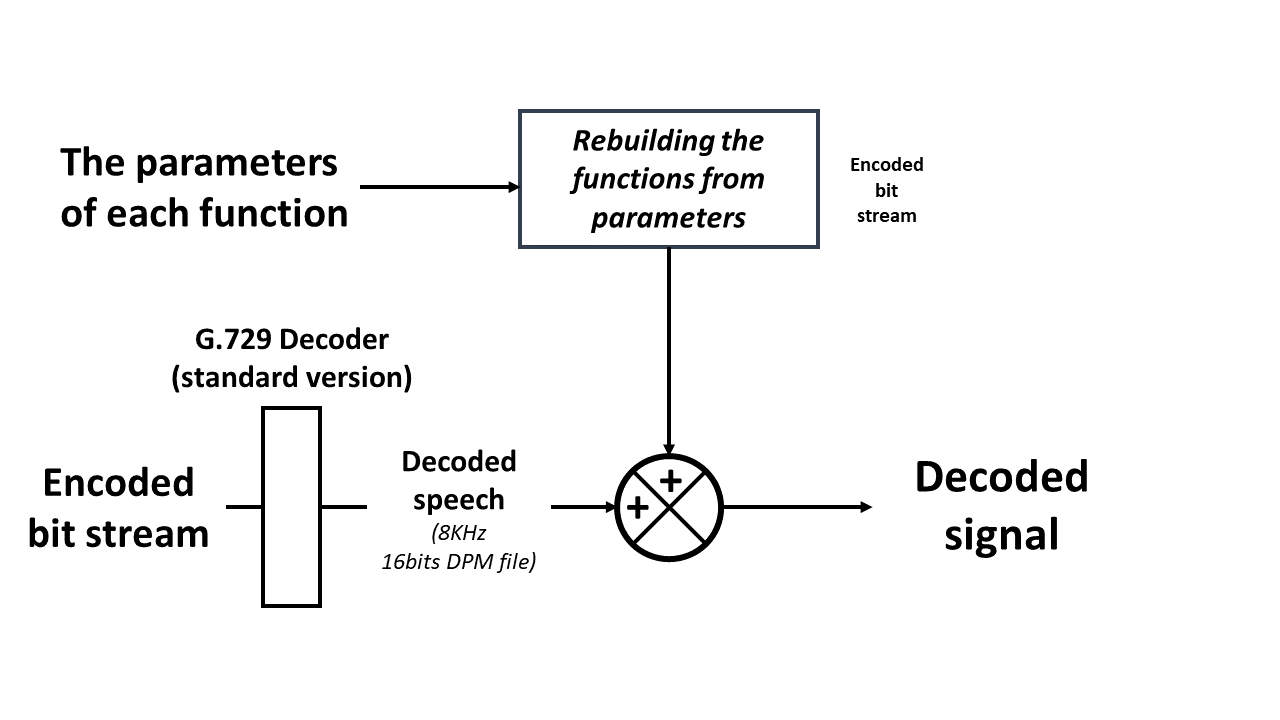 The parameters
of each function
Rebuilding the
functions from
parameters
Encoded
bit
stream
G.729 Decoder
(standard version)
Encoded
bit stream
Decoded
speech
(8KHz
16bits DPM file)
+
+
Decoded
signal